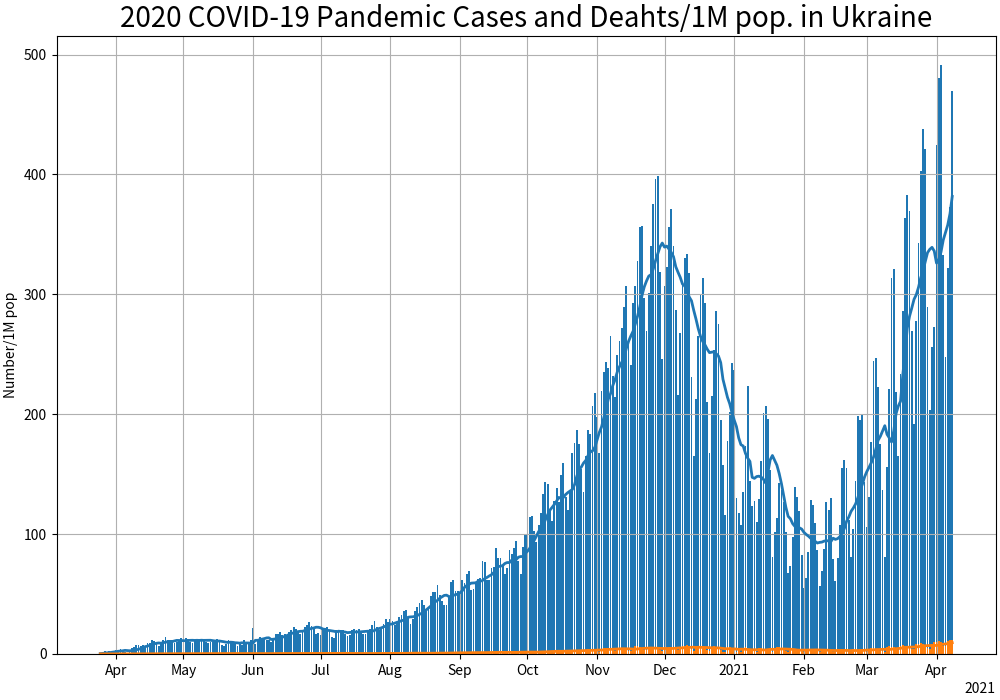 2020 COVID-19 Pandemic Cases and Deahts/1M pop. in Ukraine
Number/1M pop
500
400
300
200
100
0
Apr May Jun Jul Aug Sep Oct Nov Dec 2021 Feb Mar Apr
2021